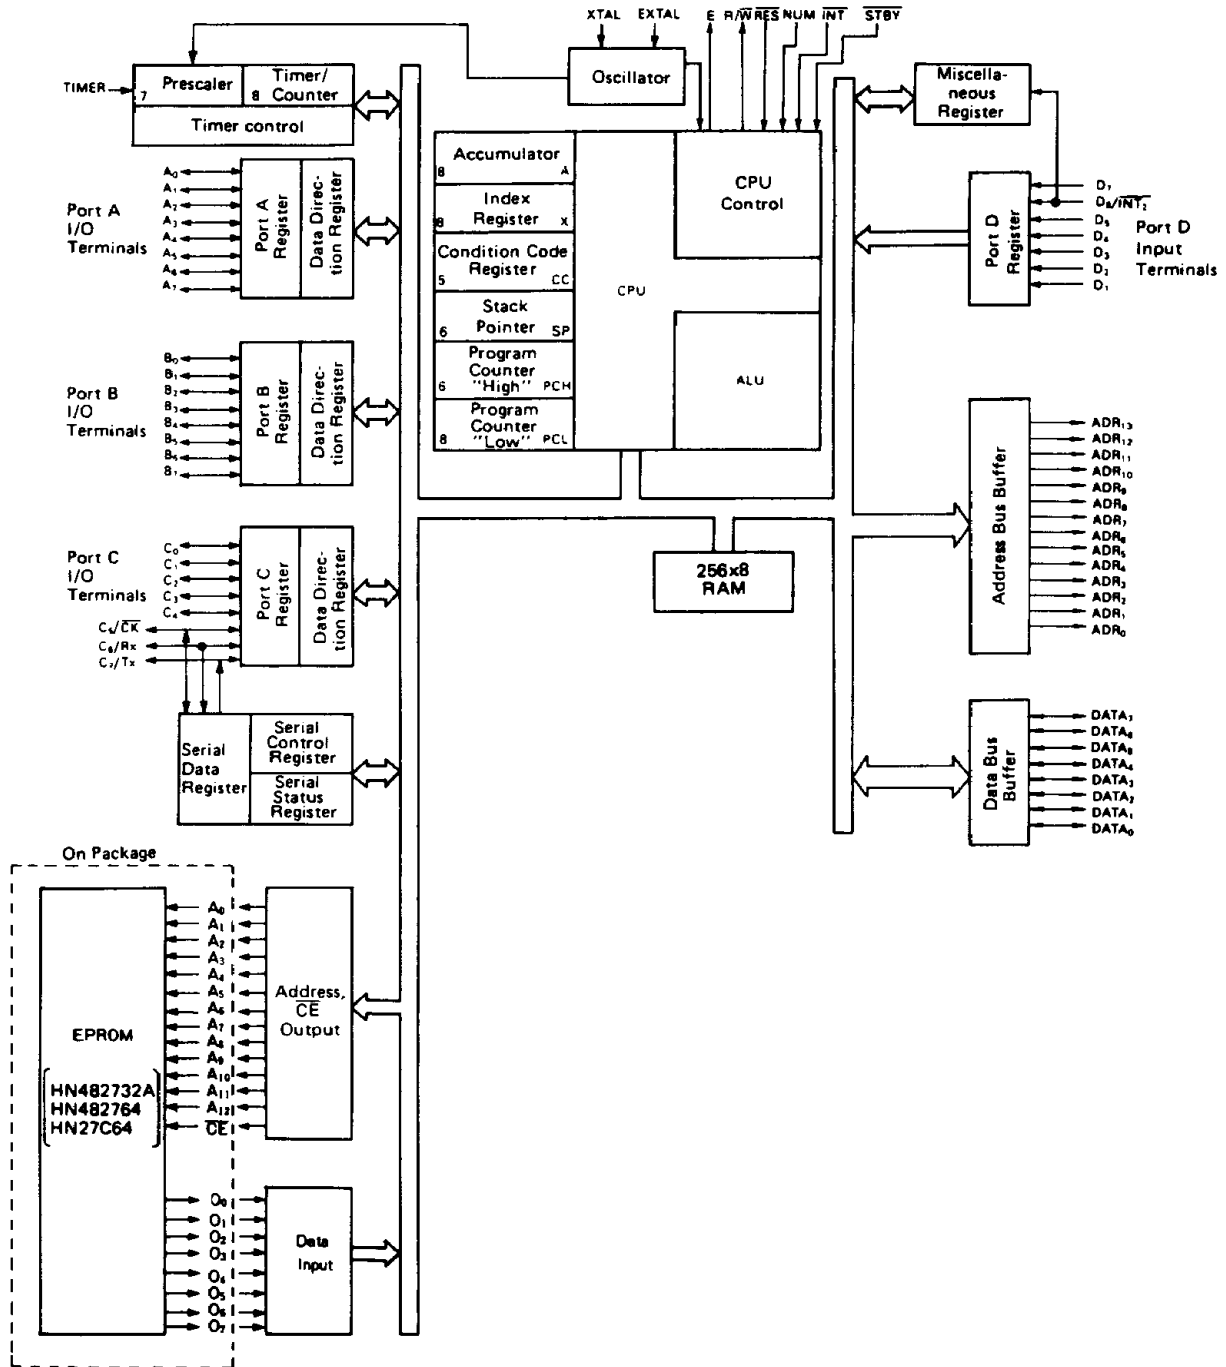 XTAL EXTAL E R/W̅ R̅E̅S̅ NUM I̅N̅T̅ S̅T̅B̅Y̅
TIMER
7 Prescaler
8 Timer/
Counter
Timer control
Oscillator
Miscella-
neous
Register
Port A
I/O
Terminals
A₀
A₁
A₂
A₃
A₄
A₅
A₆
A₇
Port A
Register
Data Direc-
tion Register
Accumulator
8 A
Index
Register
8 X
Condition Code
Register
5 CC
Stack
Pointer
6 SP
Program
Counter
6 "High" PCH
Program
Counter
8 "Low" PCL
CPU
CPU
Control
ALU
Port D
Register
D₇
D₆/I̅N̅T̅₂
D₅
D₄
D₃
D₂
D₁
Port D
Input
Terminals
Port B
I/O
Terminals
B₀
B₁
B₂
B₃
B₄
B₅
B₆
B₇
Port B
Register
Data Direc-
tion Register
Address Bus Buffer
ADR₁₃
ADR₁₂
ADR₁₁
ADR₁₀
ADR₉
ADR₈
ADR₇
ADR₆
ADR₅
ADR₄
ADR₃
ADR₂
ADR₁
ADR₀
Port C
I/O
Terminals
C₀
C₁
C₂
C₃
C₄
C₅/C̅K̅
C₆/Rx
C₇/Tx
Port C
Register
Data Direc-
tion Register
256x8
RAM
Serial
Data
Register
Serial
Control
Register
Serial
Status
Register
Data Bus
Buffer
DATA₇
DATA₆
DATA₅
DATA₄
DATA₃
DATA₂
DATA₁
DATA₀
On Package
EPROM
HN482732A
HN482764
HN27C64
A₀
A₁
A₂
A₃
A₄
A₅
A₆
A₇
A₈
A₉
A₁₀
A₁₁
A₁₂
C̅E̅
Address,
C̅E̅
Output
O₀
O₁
O₂
O₃
O₄
O₅
O₆
O₇
Data
Input